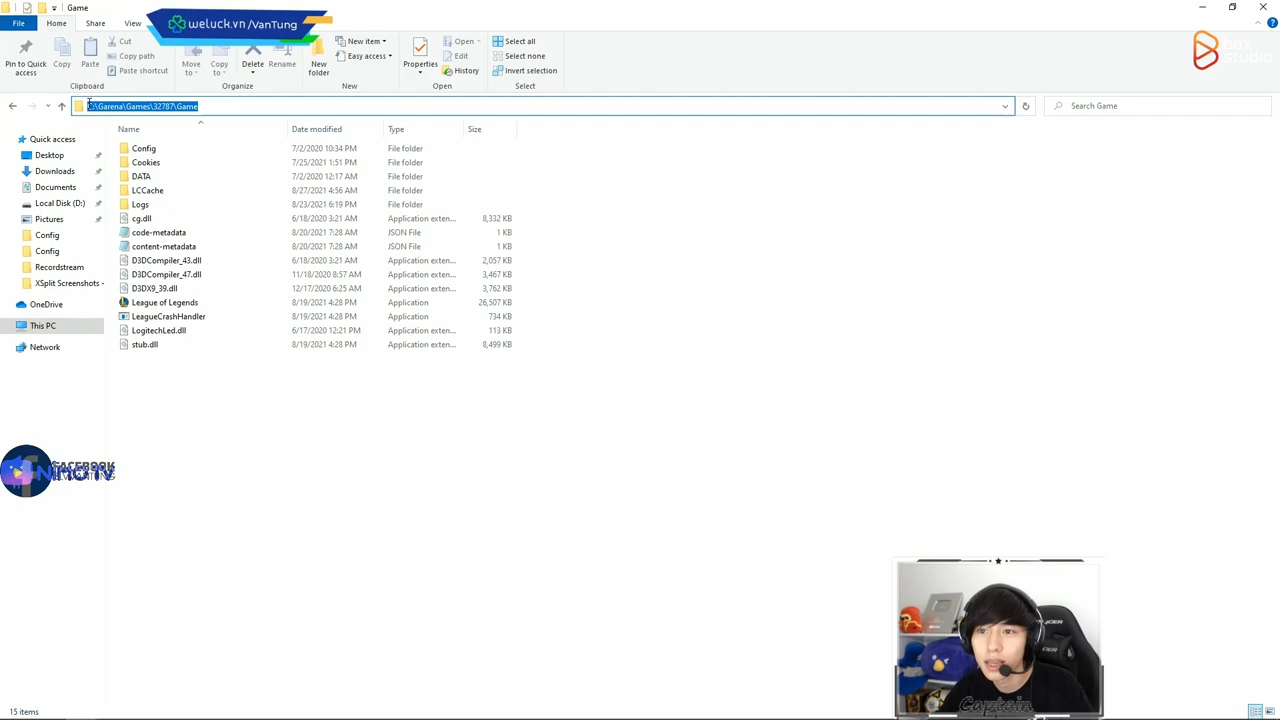 Game
File
Home
Share
View
weluck.vn/VanTung
Pin to Quick access
Copy
Paste
Cut
Copy path
Paste shortcut
Clipboard
Move to
Copy to
Delete
Rename
Organize
New folder
New item
Easy access
New
Properties
Open
Edit
History
Open
Select all
Select none
Invert selection
Select
BOX
studio
:\Garena\Games\32787\Game
Search Game
Name Date modified Type Size
Quick access
Desktop
Downloads
Documents
Local Disk (D:)
Pictures
Config
Config
Recordstream
XSplit Screenshots -
OneDrive
This PC
Network
Config 7/2/2020 10:34 PM File folder
Cookies 7/25/2021 1:51 PM File folder
DATA 7/2/2020 12:17 AM File folder
LCCache 8/27/2021 4:56 AM File folder
Logs 8/23/2021 6:19 PM File folder
cg.dll 6/18/2020 3:21 AM Application exten... 8,332 KB
code-metadata 8/20/2021 7:28 AM JSON File 1 KB
content-metadata 8/20/2021 7:28 AM JSON File 1 KB
D3DCompiler_43.dll 6/18/2020 3:21 AM Application exten... 2,057 KB
D3DCompiler_47.dll 11/18/2020 8:57 AM Application exten... 3,467 KB
D3DX9_39.dll 12/17/2020 6:25 AM Application exten... 3,762 KB
League of Legends 8/19/2021 4:28 PM Application 26,507 KB
LeagueCrashHandler 8/19/2021 4:28 PM Application 734 KB
LogitechLed.dll 6/17/2020 12:21 PM Application exten... 113 KB
stub.dll 8/19/2021 4:28 PM Application exten... 8,499 KB
FACEBOOK
NIMO TV
Captain
15 items